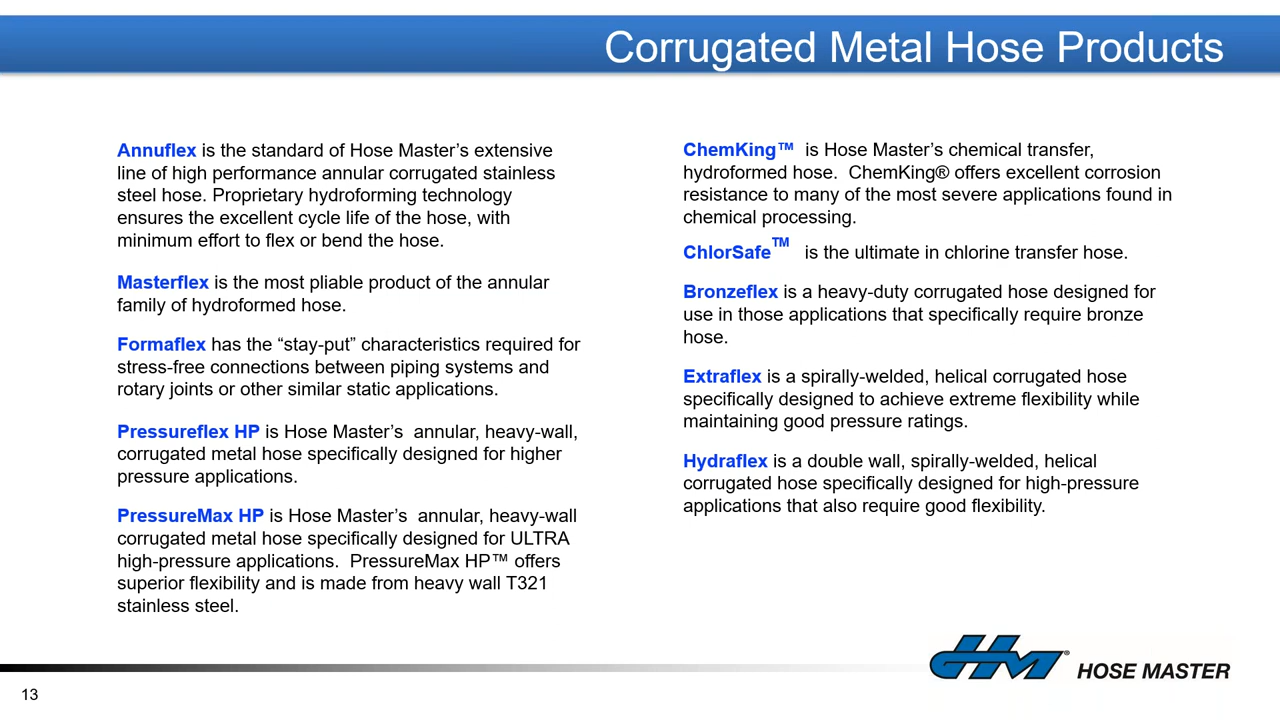 Corrugated Metal Hose Products
Annuflex is the standard of Hose Master’s extensive
line of high performance annular corrugated stainless
steel hose. Proprietary hydroforming technology
ensures the excellent cycle life of the hose, with
minimum effort to flex or bend the hose.
Masterflex is the most pliable product of the annular
family of hydroformed hose.
Formaflex has the “stay-put” characteristics required for
stress-free connections between piping systems and
rotary joints or other similar static applications.
Pressureflex HP is Hose Master’s  annular, heavy-wall,
corrugated metal hose specifically designed for higher
pressure applications.
PressureMax HP is Hose Master’s  annular, heavy-wall
corrugated metal hose specifically designed for ULTRA
high-pressure applications.  PressureMax HP™ offers
superior flexibility and is made from heavy wall T321
stainless steel.
ChemKing™  is Hose Master’s chemical transfer,
hydroformed hose.  ChemKing® offers excellent corrosion
resistance to many of the most severe applications found in
chemical processing.
ChlorSafe™  is the ultimate in chlorine transfer hose.
Bronzeflex is a heavy-duty corrugated hose designed for
use in those applications that specifically require bronze
hose.
Extraflex is a spirally-welded, helical corrugated hose
specifically designed to achieve extreme flexibility while
maintaining good pressure ratings.
Hydraflex is a double wall, spirally-welded, helical
corrugated hose specifically designed for high-pressure
applications that also require good flexibility.
HM® HOSE MASTER
13